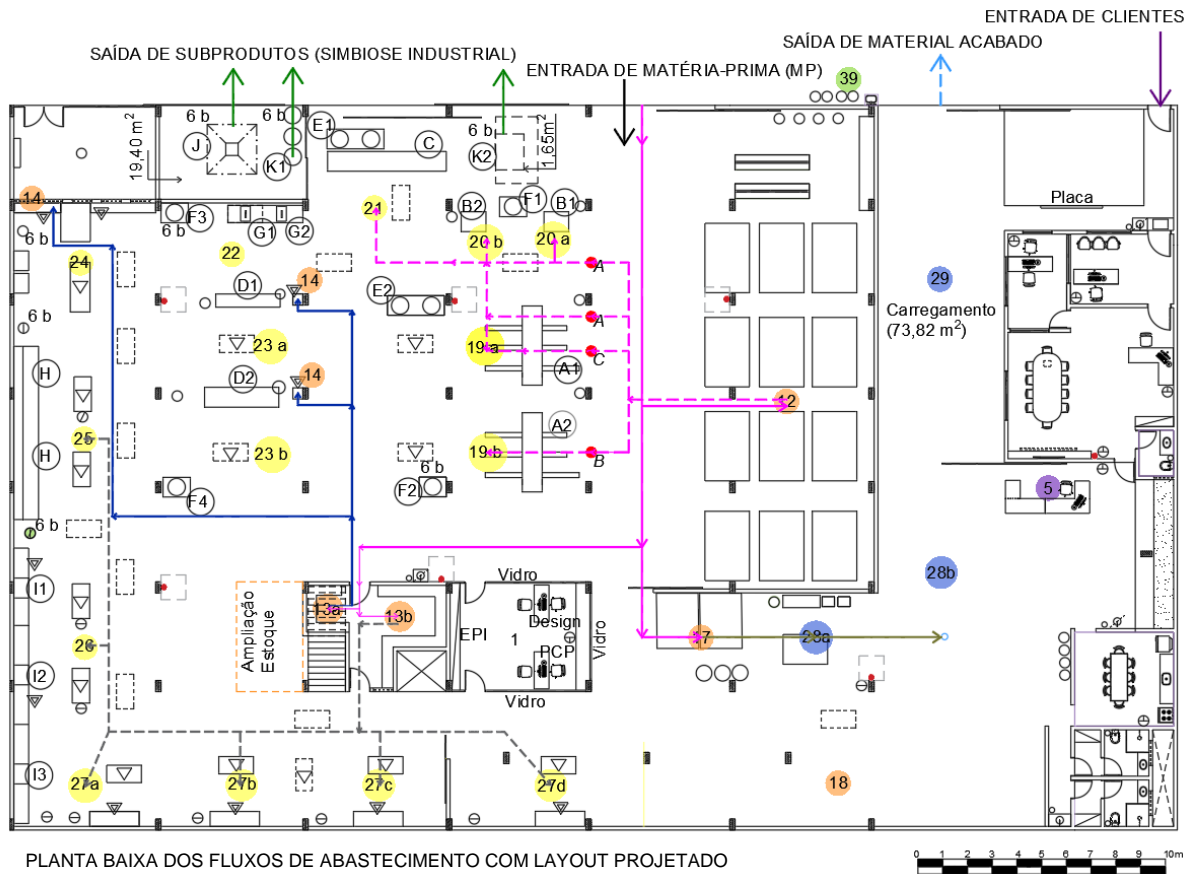 ENTRADA DE CLIENTES
SAÍDA DE MATERIAL ACABADO
SAÍDA DE SUBPRODUTOS (SIMBIOSE INDUSTRIAL)
ENTRADA DE MATÉRIA-PRIMA (MP)
39
6 b
6 b
E1
6 b
J
C
K2
K1
19,40 m²
1,65m²
14
F3
6 b
G1
G2
21
B2
F1
B1
Placa
6 b
20 b
20 a
22
24
14
A
29
D1
E2
Carregamento
(73,82 m²)
6 b
A
23 a
19 a
C
H
14
A1
D2
12
25
A2
H
23 b
19 b
B
6 b
F4
F2
5
6 b
Vidro
28b
I1
13a
13b
Ampliação
Estoque
EPI
1
Design
PCP
Vidro
17
28a
26
I2
Vidro
I3
27a
27b
27c
27d
18
PLANTA BAIXA DOS FLUXOS DE ABASTECIMENTO COM LAYOUT PROJETADO
0 1 2 3 4 5 6 7 8 9 10m